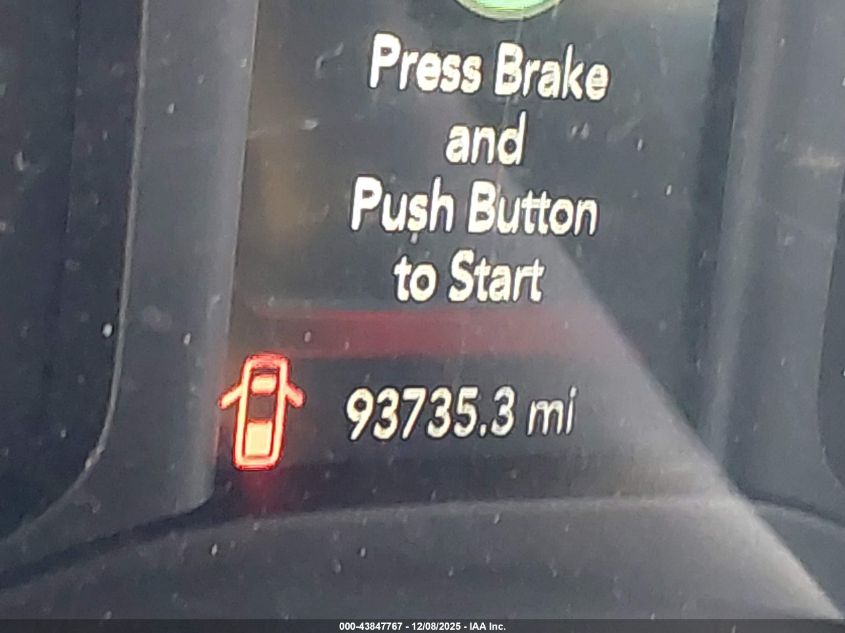 Press Brake
and
Push Button
to Start
93735.3 mi
000-43847767 - 12/08/2025 - IAA Inc.